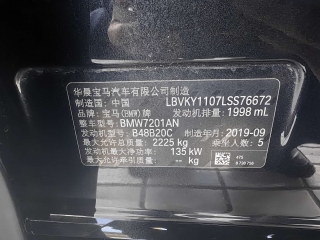 华晨宝马汽车有限公司制造
制造国：中国 LBVKY1107LSS76672
品牌：宝马(BMW)牌 发动机排量：1998 mL
整车型号：BMW7201AN
发动机型号：B48B20C 制造年月：2019-09
最大允许总质量：2225 kg 乘坐人数：5
发动机最大净功率：135 kW
-- kg